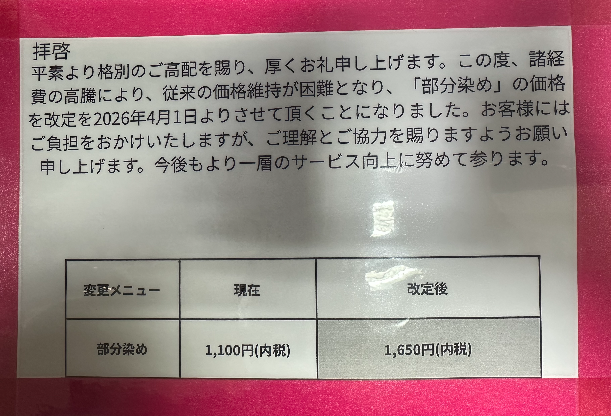 拝啓
平素より格別のご高配を賜り、厚くお礼申し上げます。この度、諸経
費の高騰により、従来の価格維持が困難となり、「部分染め」の価格
を改定を2026年4月1日よりさせて頂くことになりました。お客様には
ご負担をおかけいたしますが、ご理解とご協力を賜りますようお願い
申し上げます。今後もより一層のサービス向上に努めて参ります。
変更メニュー 現在 改定後
部分染め 1,100円(内税) 1,650円(内税)